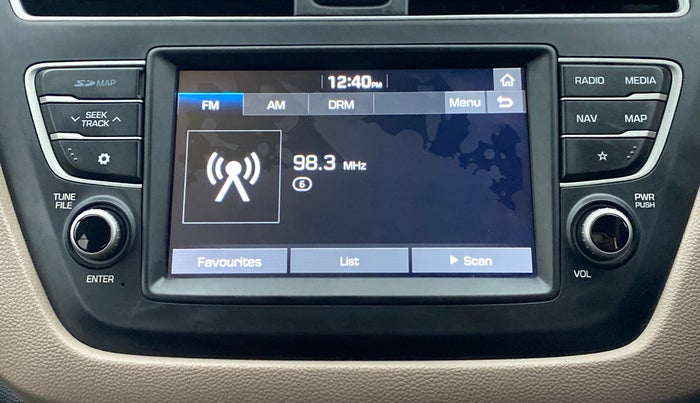 12:40PM
SD MAP
FM AM DRM Menu
RADIO MEDIA
SEEK
TRACK
NAV MAP
98.3 MHz
6
TUNE
FILE
PWR
PUSH
Favourites List Scan
ENTER
VOL